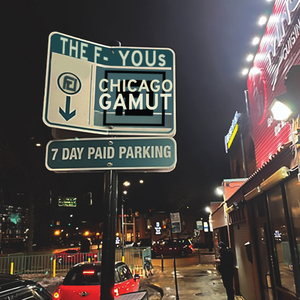 THE F- YOUs
CHICAGO
GAMUT
7 DAY PAID PARKING